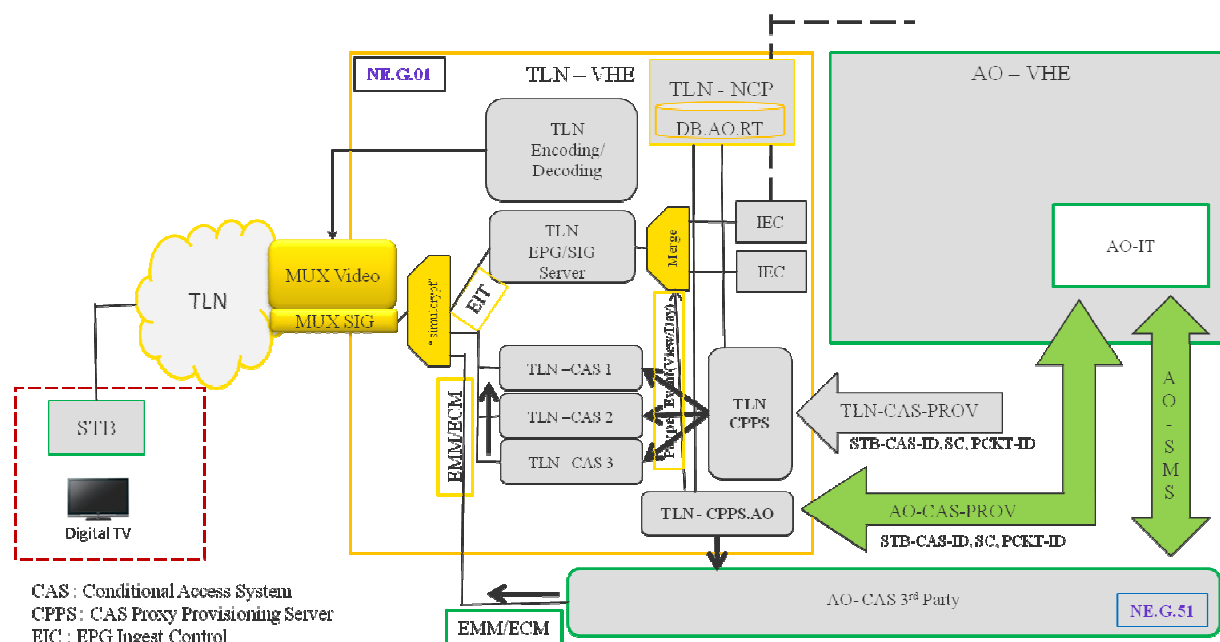 NE.G.01
TLN – VHE
TLN - NCP
DB.AO.RT
AO – VHE
TLN
Encoding/
Decoding
TLN
EPG/SIG
Server
Merge
IEC
IEC
AO-IT
TLN
MUX Video
MUX SIG
"simulcrypt"
EIT
STB
Digital TV
EMM/ECM
TLN –CAS 1
TLN –CAS 2
TLN –CAS 3
Event(View/Day)
TLN
CPPS
TLN-CAS-PROV
STB-CAS-ID, SC, PCKT-ID
AO-SMS
TLN - CPPS.AO
AO-CAS-PROV
STB-CAS-ID, SC, PCKT-ID
AO- CAS 3rd Party
NE.G.51
EMM/ECM
CAS : Conditional Access System
CPPS : CAS Proxy Provisioning Server
EIC : EPG Ingest Control